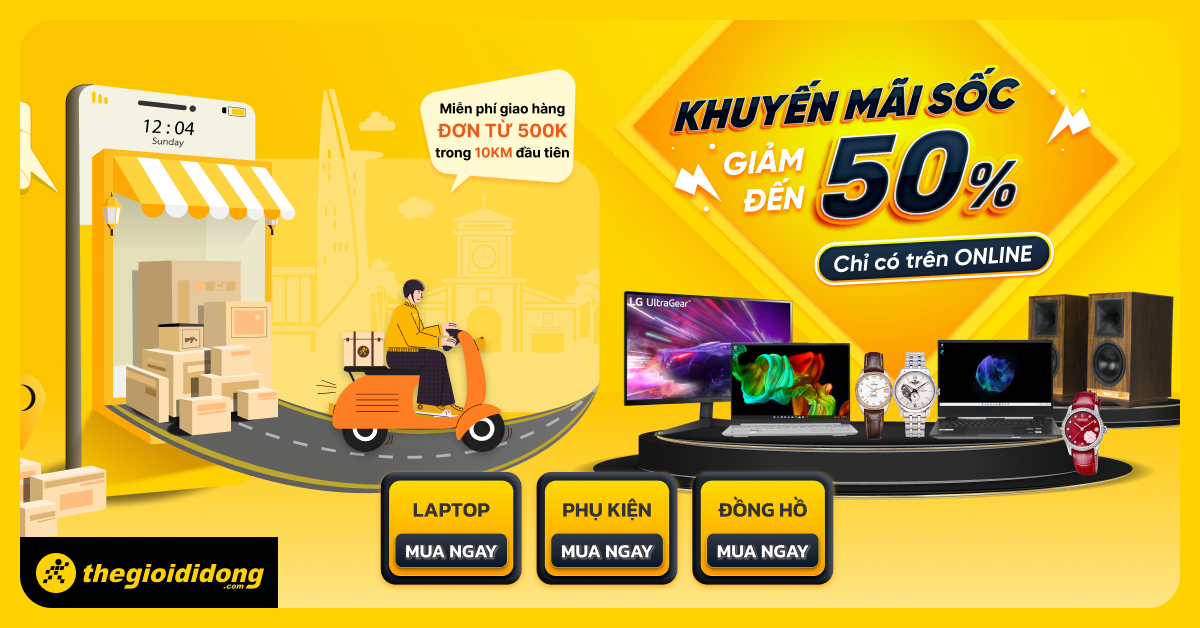 12:04
Sunday
Miễn phí giao hàng
ĐƠN TỪ 500K
trong 10KM đầu tiên
KHUYẾN MÃI SỐC
GIẢM
ĐẾN
50%
Chỉ có trên ONLINE
LG UltraGear™
LAPTOP
MUA NGAY
PHỤ KIỆN
MUA NGAY
ĐỒNG HỒ
MUA NGAY
thegioididong
.com